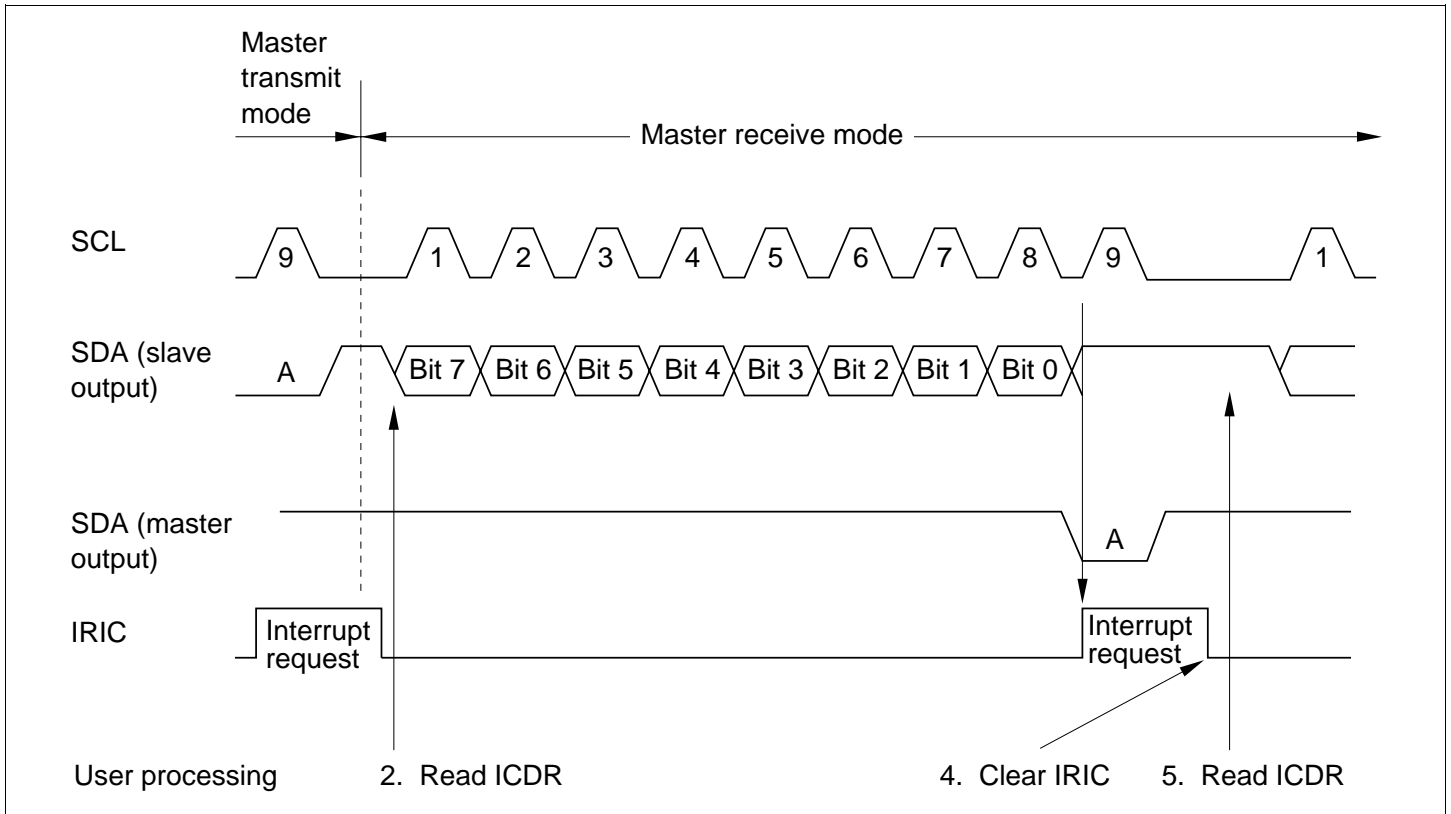 Master
transmit
mode
Master receive mode
SCL
9 1 2 3 4 5 6 7 8 9 1
SDA (slave
output)
A Bit 7 Bit 6 Bit 5 Bit 4 Bit 3 Bit 2 Bit 1 Bit 0
SDA (master
output)
A
IRIC
Interrupt
request
Interrupt
request
User processing 2. Read ICDR 4. Clear IRIC 5. Read ICDR